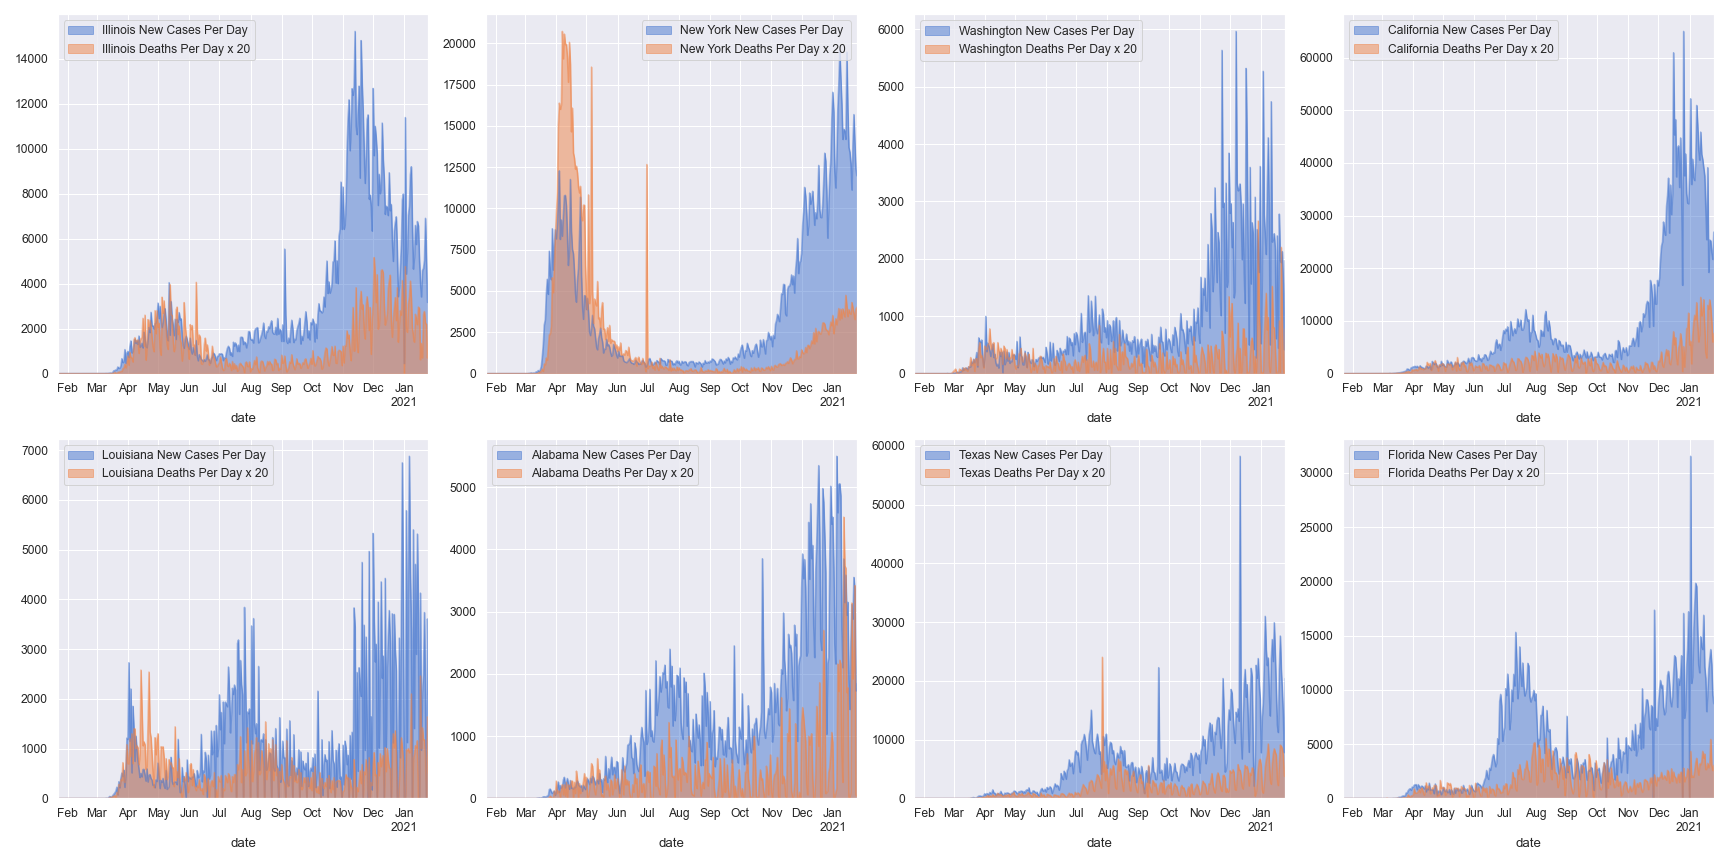 Illinois New Cases Per Day
Illinois Deaths Per Day x 20
14000
12000
10000
8000
6000
4000
2000
0
Feb Mar Apr May Jun Jul Aug Sep Oct Nov Dec Jan
2021
date
New York New Cases Per Day
New York Deaths Per Day x 20
20000
17500
15000
12500
10000
7500
5000
2500
0
Feb Mar Apr May Jun Jul Aug Sep Oct Nov Dec Jan
2021
date
Washington New Cases Per Day
Washington Deaths Per Day x 20
6000
5000
4000
3000
2000
1000
0
Feb Mar Apr May Jun Jul Aug Sep Oct Nov Dec Jan
2021
date
California New Cases Per Day
California Deaths Per Day x 20
60000
50000
40000
30000
20000
10000
0
Feb Mar Apr May Jun Jul Aug Sep Oct Nov Dec Jan
2021
date
Louisiana New Cases Per Day
Louisiana Deaths Per Day x 20
7000
6000
5000
4000
3000
2000
1000
0
Feb Mar Apr May Jun Jul Aug Sep Oct Nov Dec Jan
2021
date
Alabama New Cases Per Day
Alabama Deaths Per Day x 20
5000
4000
3000
2000
1000
0
Feb Mar Apr May Jun Jul Aug Sep Oct Nov Dec Jan
2021
date
Texas New Cases Per Day
Texas Deaths Per Day x 20
60000
50000
40000
30000
20000
10000
0
Feb Mar Apr May Jun Jul Aug Sep Oct Nov Dec Jan
2021
date
Florida New Cases Per Day
Florida Deaths Per Day x 20
30000
25000
20000
15000
10000
5000
0
Feb Mar Apr May Jun Jul Aug Sep Oct Nov Dec Jan
2021
date